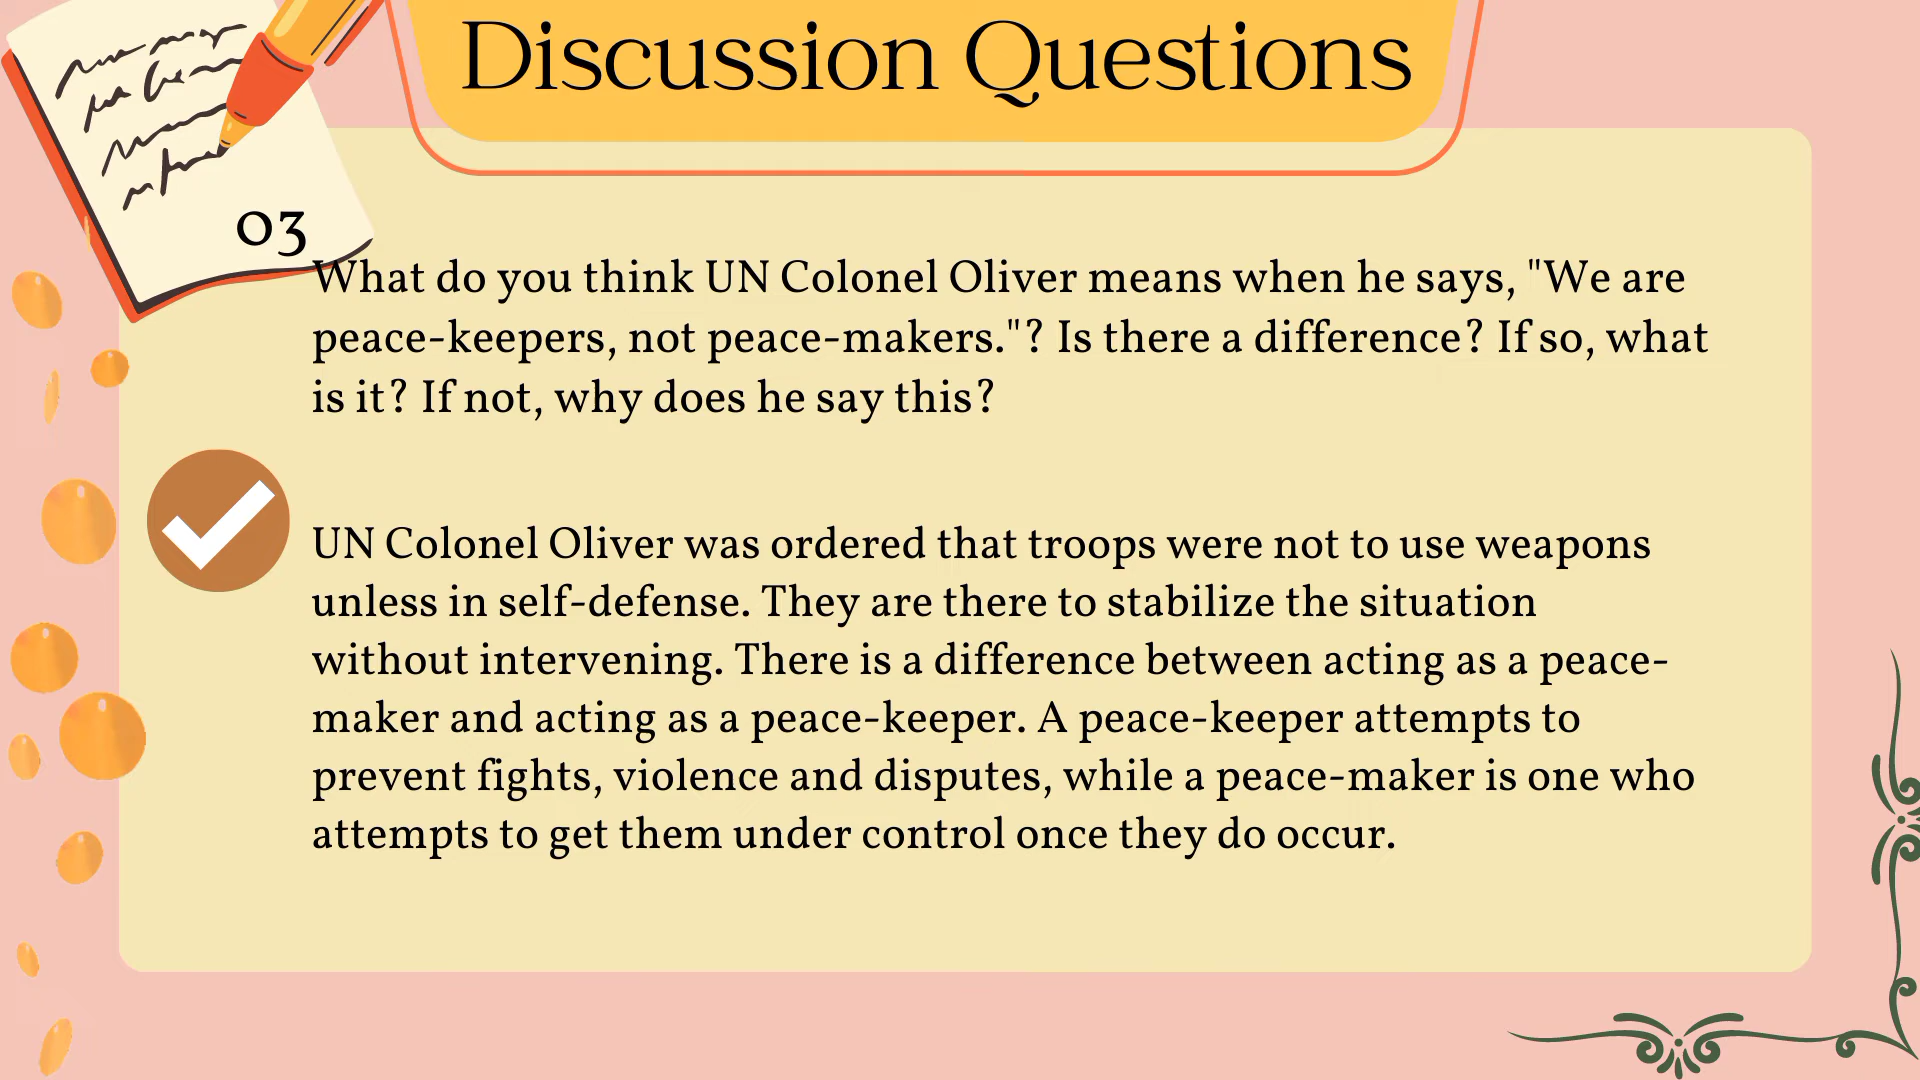 Discussion Questions
03
What do you think UN Colonel Oliver means when he says, "We are
peace-keepers, not peace-makers."? Is there a difference? If so, what
is it? If not, why does he say this?
UN Colonel Oliver was ordered that troops were not to use weapons
unless in self-defense. They are there to stabilize the situation
without intervening. There is a difference between acting as a peace-
maker and acting as a peace-keeper. A peace-keeper attempts to
prevent fights, violence and disputes, while a peace-maker is one who
attempts to get them under control once they do occur.